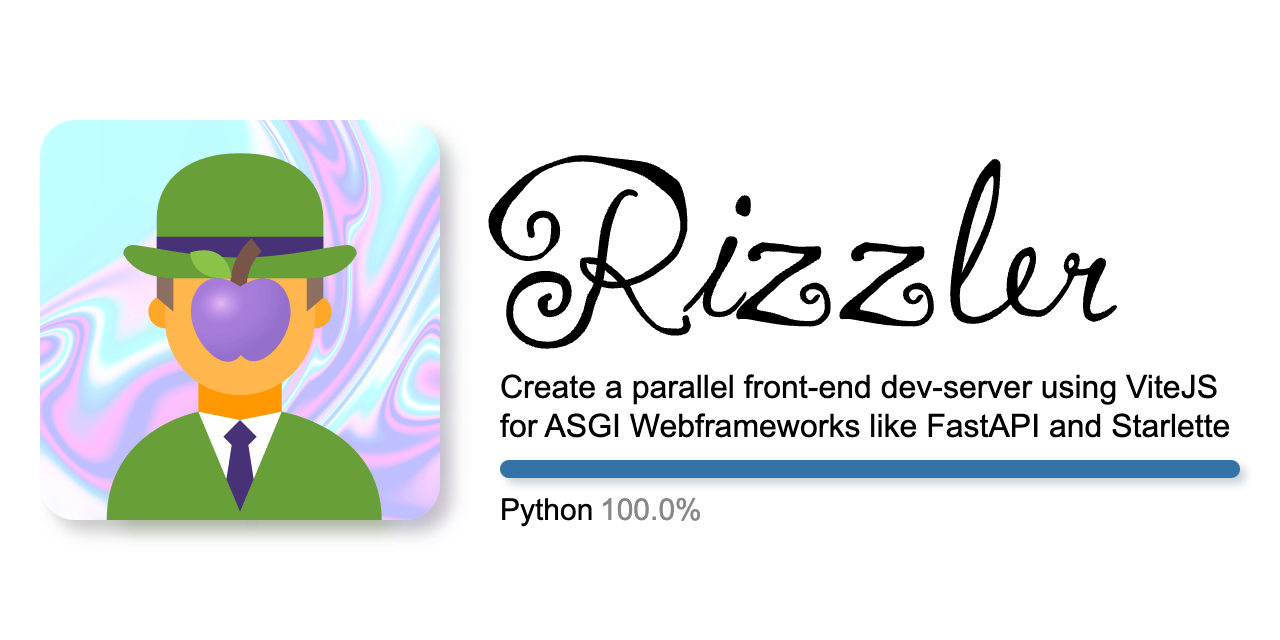 Rizzler
Create a parallel front-end dev-server using ViteJS
for ASGI Webframeworks like FastAPI and Starlette
Python 100.0%